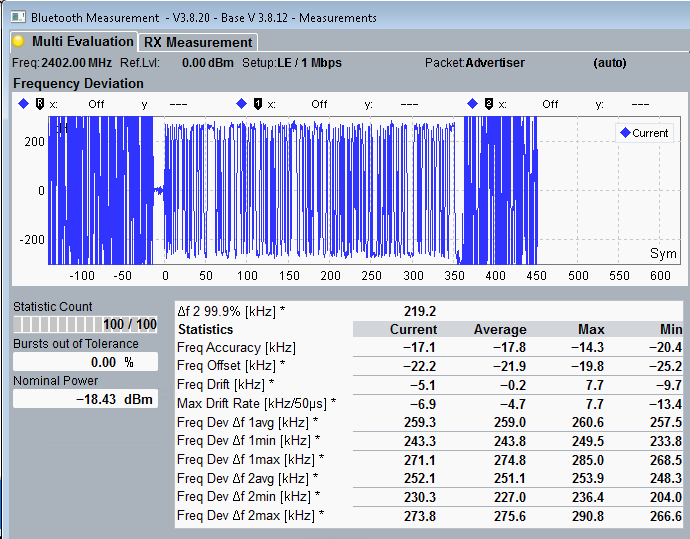 Bluetooth Measurement - V3.8.20 - Base V 3.8.12 - Measurements
Multi Evaluation RX Measurement
Freq: 2402.00 MHz Ref.Lvl: 0.00 dBm Setup: LE / 1 Mbps Packet: Advertiser (auto)
Frequency Deviation
R x: Off y --- 1 x: Off y: --- 2 x: Off y: ---
Current
200
0
-200
Sym
-100 -50 0 50 100 150 200 250 300 350 400 450 500 550 600
Statistic Count
100 / 100
Bursts out of Tolerance
0.00 %
Nominal Power
−18.43 dBm
Δf 2 99.9% [kHz] * 219.2
Statistics Current Average Max Min
Freq Accuracy [kHz] −17.1 −17.8 −14.3 −20.4
Freq Offset [kHz] * −22.2 −21.9 −19.8 −25.2
Freq Drift [kHz] * −5.1 −0.2 7.7 −9.7
Max Drift Rate [kHz/50µs] * −6.9 −4.7 7.7 −13.4
Freq Dev Δf 1avg [kHz] * 259.3 259.0 260.6 257.5
Freq Dev Δf 1min [kHz] * 243.3 243.8 249.5 233.8
Freq Dev Δf 1max [kHz] * 271.1 274.8 285.0 268.5
Freq Dev Δf 2avg [kHz] * 252.1 251.1 253.9 248.3
Freq Dev Δf 2min [kHz] * 230.3 227.0 236.4 204.0
Freq Dev Δf 2max [kHz] * 273.8 275.6 290.8 266.6